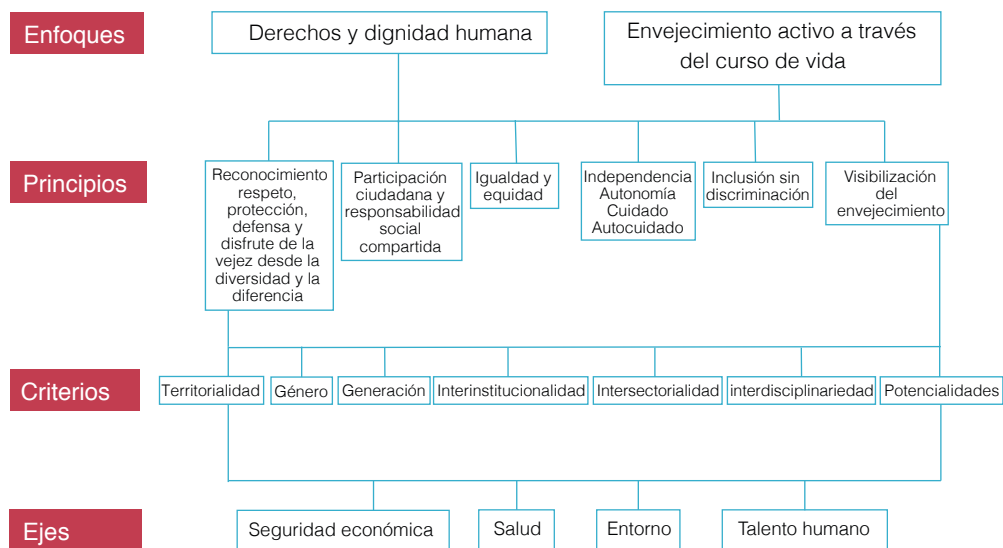 Enfoques
Derechos y dignidad humana
Envejecimiento activo a través
del curso de vida
Principios
Reconocimiento
respeto,
protección,
defensa y
disfrute de la
vejez desde la
diversidad y la
diferencia
Participación
ciudadana y
responsabilidad
social
compartida
Igualdad y
equidad
Independencia
Autonomía
Cuidado
Autocuidado
Inclusión sin
discriminación
Visibilización
del
envejecimiento
Criterios
Territorialidad
Género
Generación
Interinstitucionalidad
Intersectorialidad
interdisciplinariedad
Potencialidades
Ejes
Seguridad económica
Salud
Entorno
Talento humano